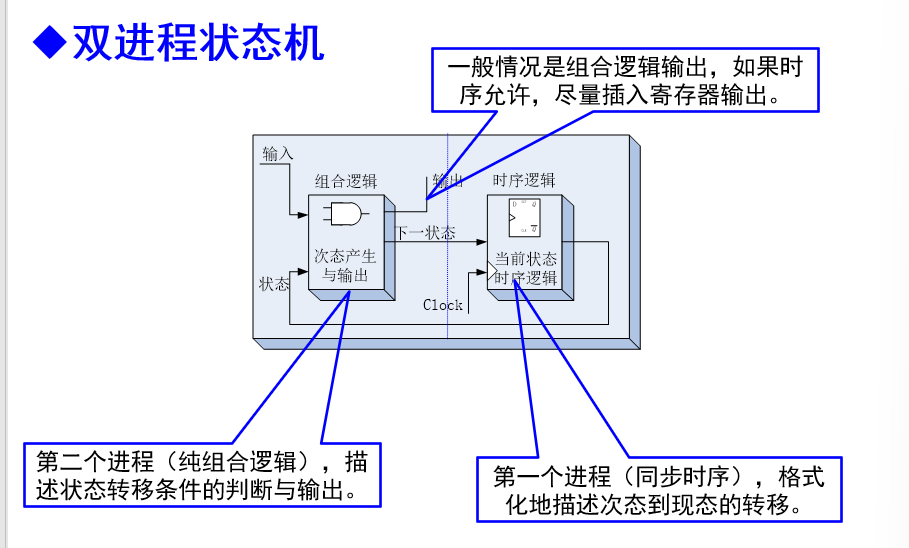 ◆双进程状态机
一般情况是组合逻辑输出，如果时
序允许，尽量插入寄存器输出。
输入
组合逻辑
输出
时序逻辑
D Q
Q
下一状态
次态产生
与输出
当前状态
时序逻辑
状态
Clock
第二个进程（纯组合逻辑），描
述状态转移条件的判断与输出。
第一个进程（同步时序），格式
化地描述次态到现态的转移。